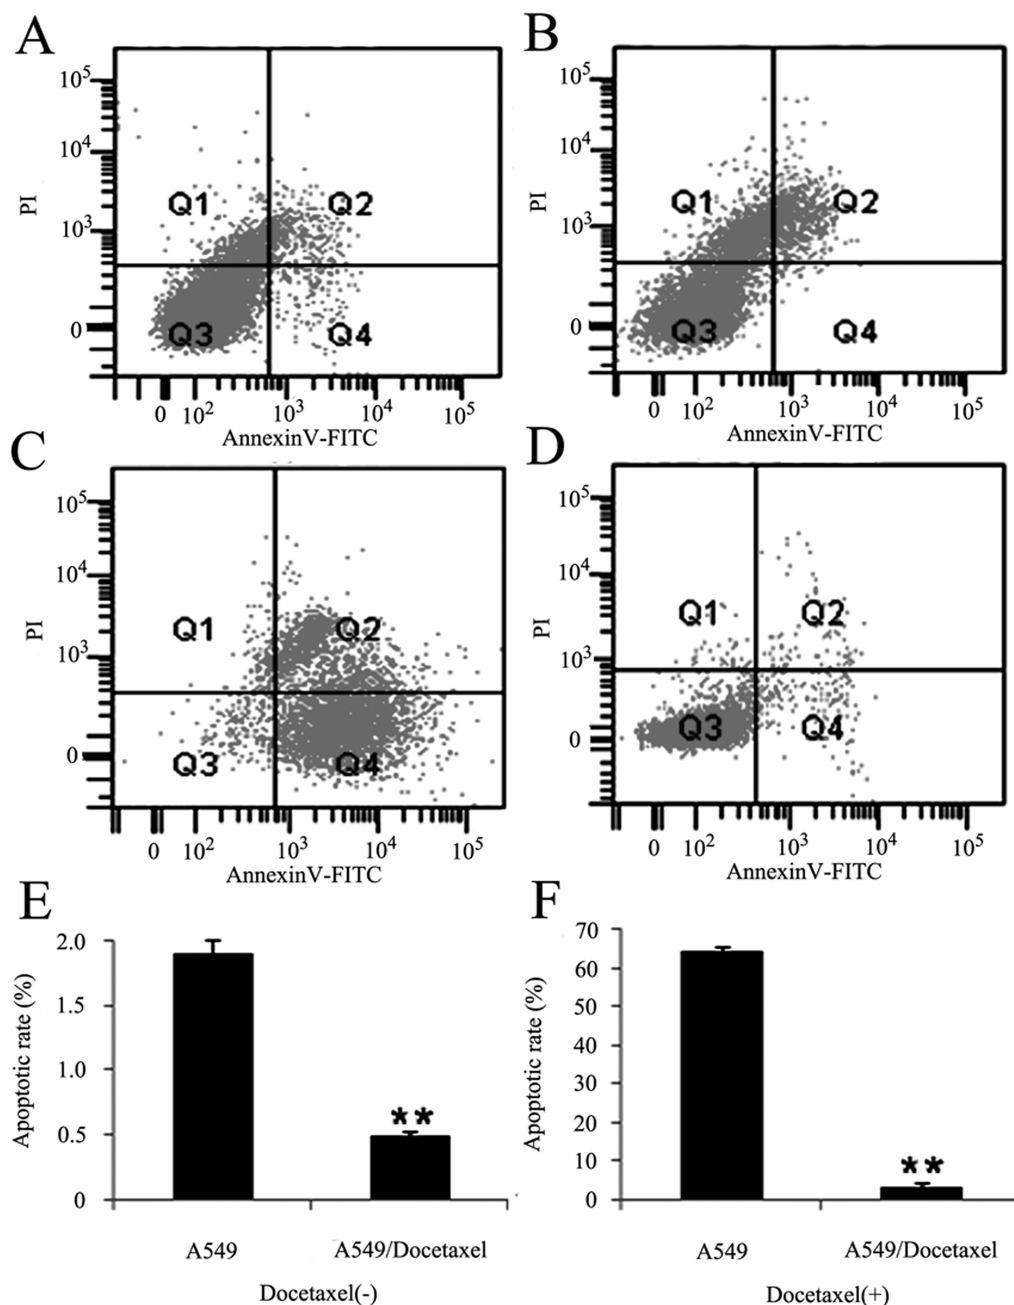 A
10^5
10^4
10^3
0
PI
Q1
Q2
Q3
Q4
0 10^2 10^3 10^4 10^5
AnnexinV-FITC
B
10^5
10^4
10^3
0
PI
Q1
Q2
Q3
Q4
0 10^2 10^3 10^4 10^5
AnnexinV-FITC
C
10^5
10^4
10^3
0
PI
Q1
Q2
Q3
Q4
0 10^2 10^3 10^4 10^5
AnnexinV-FITC
D
10^5
10^4
10^3
0
PI
Q1
Q2
Q3
Q4
0 10^2 10^3 10^4 10^5
AnnexinV-FITC
E
Apoptotic rate (%)
2.0
1.5
1.0
0.5
0
**
A549 A549/Docetaxel
Docetaxel(-)
F
Apoptotic rate (%)
70
60
50
40
30
20
10
0
**
A549 A549/Docetaxel
Docetaxel(+)